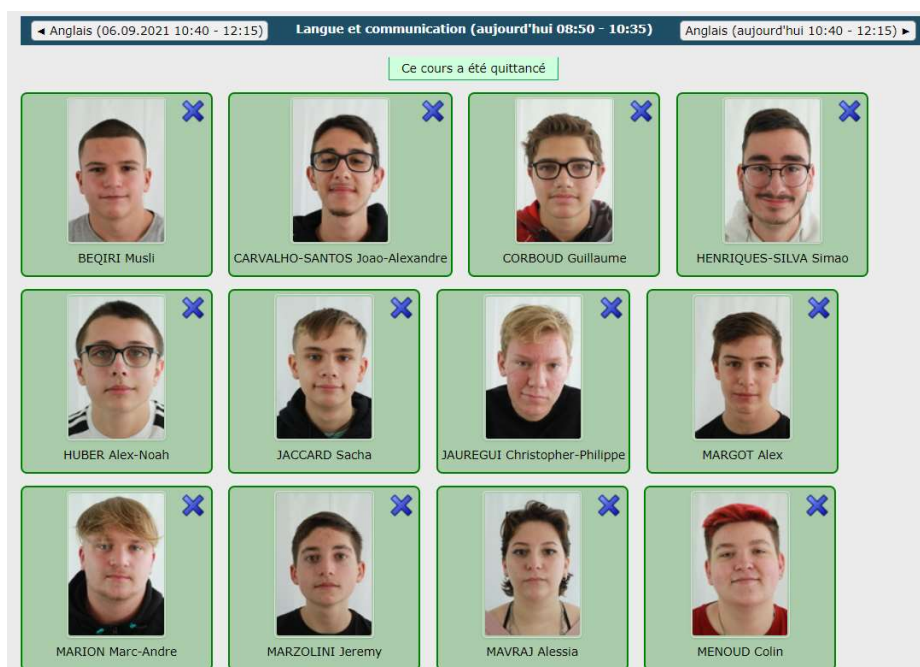 ◄ Anglais (06.09.2021 10:40 - 12:15) Langue et communication (aujourd'hui 08:50 - 10:35) Anglais (aujourd'hui 10:40 - 12:15) ►
Ce cours a été quittancé
BEQIRI Musli CARVALHO-SANTOS Joao-Alexandre CORBOUD Guillaume HENRIQUES-SILVA Simao
HUBER Alex-Noah JACCARD Sacha JAUREGUI Christopher-Philippe MARGOT Alex
MARION Marc-Andre MARZOLINI Jeremy MAVRAJ Alessia MENOUD Colin